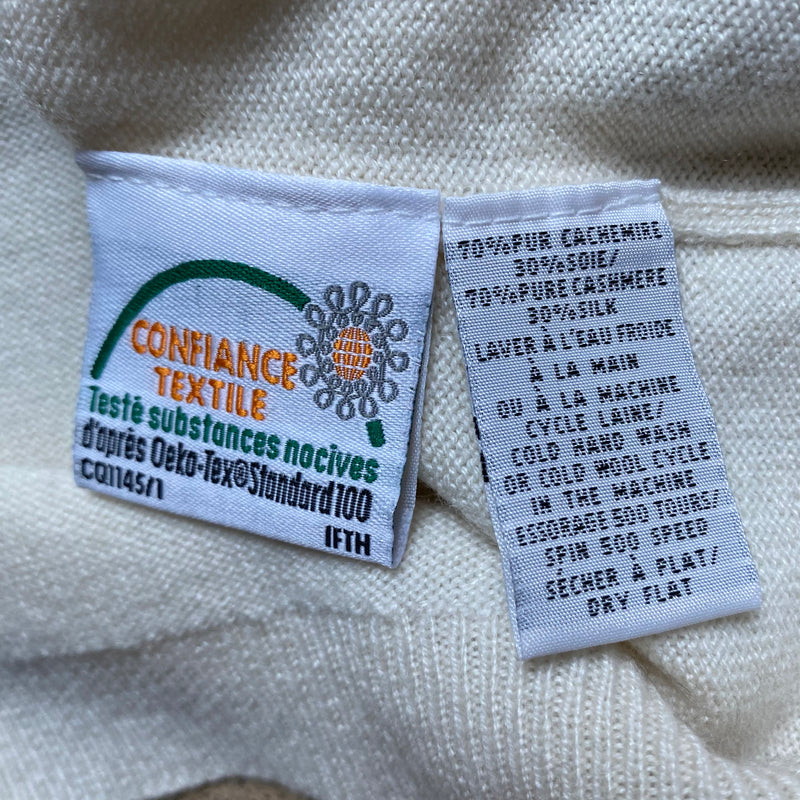 CONFIANCE
TEXTILE
Testé substances nocives
d'après Oeko-Tex®Standard 100
CQ1145/1
IFTH
70%PUR CACHEMIRE
30%SOIE/
70%PURE CASHMERE
30%SILK
LAVER À L'EAU FROIDE
À LA MAIN
OU À LA MACHINE
CYCLE LAINE/
COLD HAND WASH
OR COLD WOOL CYCLE
IN THE MACHINE
ESSORAGE 500 TOURS/
SPIN 500 SPEED
SÉCHER À PLAT/
DRY FLAT